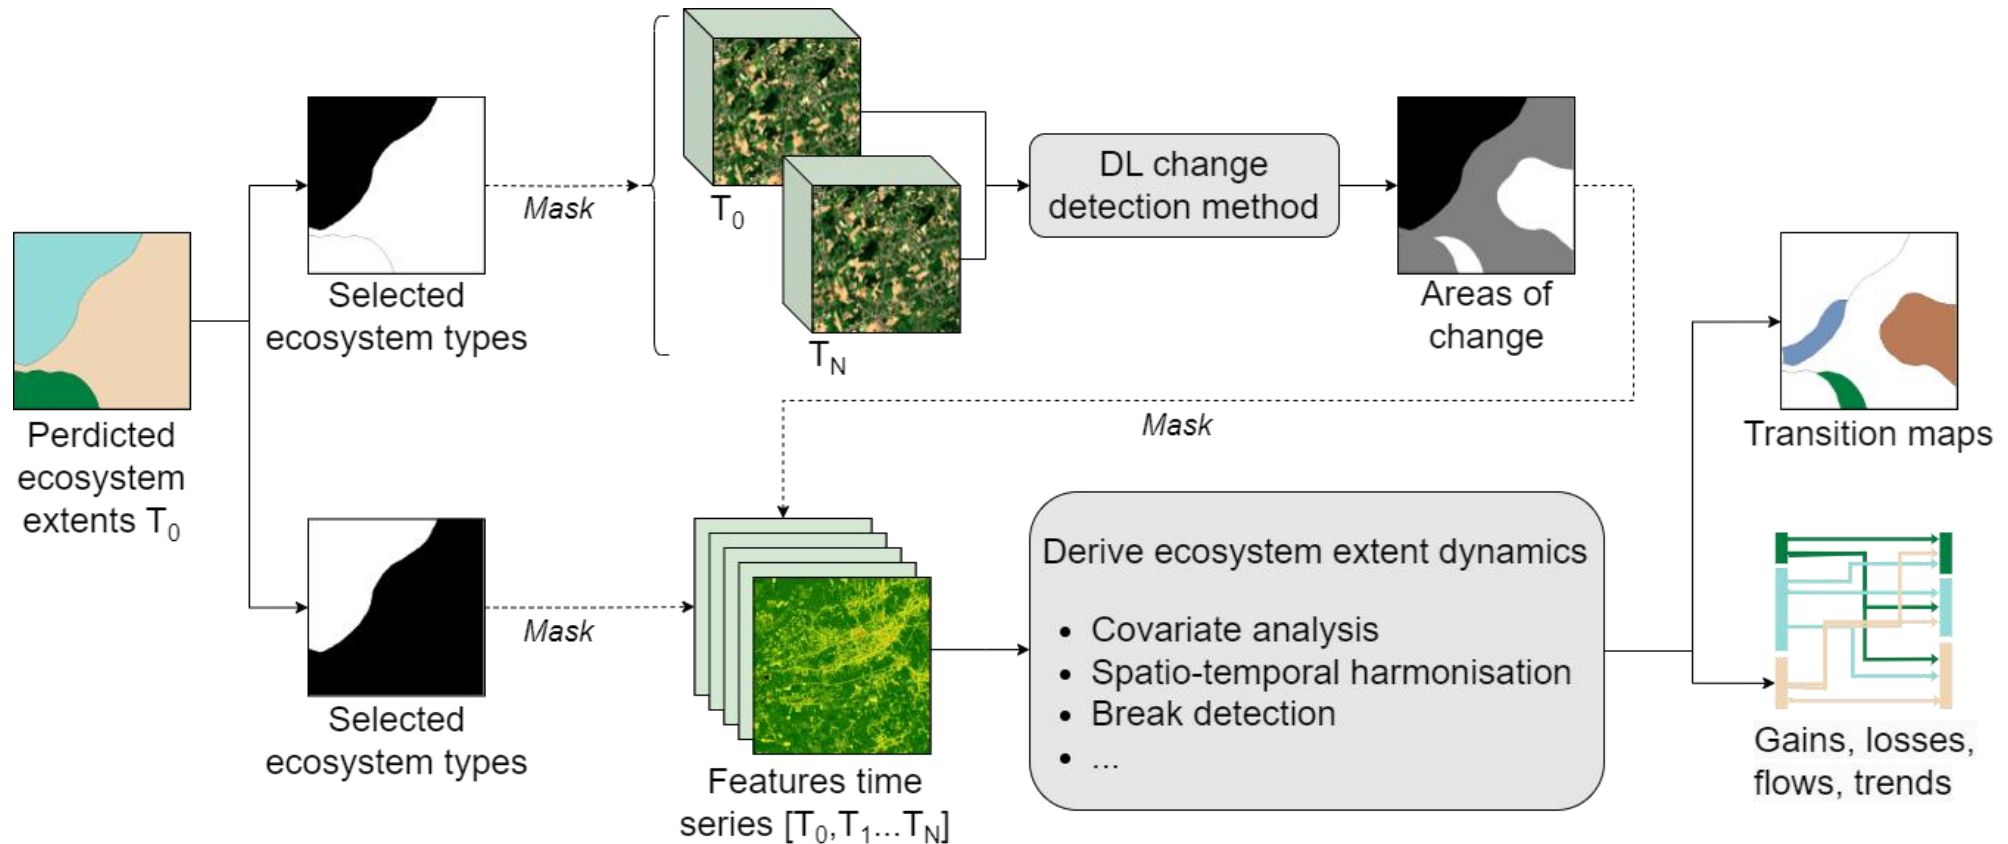 Perdicted
ecosystem
extents T0
Selected
ecosystem types
Mask
T0
TN
DL change
detection method
Areas of
change
Mask
Selected
ecosystem types
Mask
Features time
series [T0,T1...TN]
Derive ecosystem extent dynamics
• Covariate analysis
• Spatio-temporal harmonisation
• Break detection
• ...
Transition maps
Gains, losses,
flows, trends